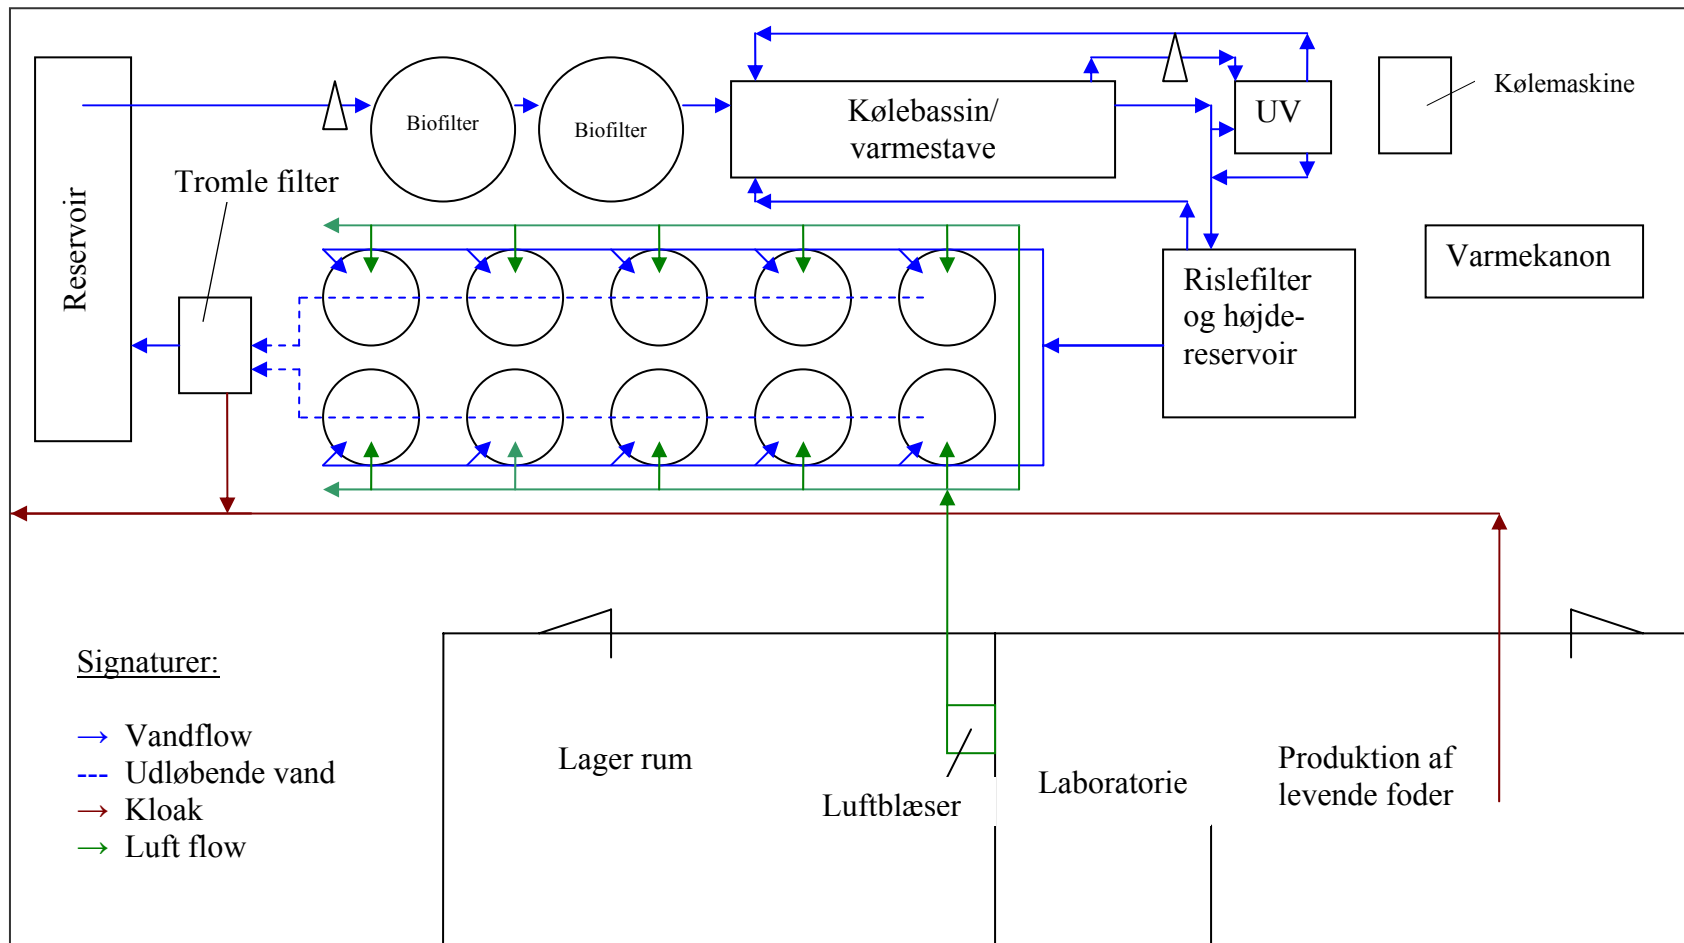 Reservoir
Tromle filter
Biofilter
Biofilter
Kølebassin/
varmestave
UV
Kølemaskine
Varmekanon
Rislefilter
og højde-
reservoir
Signaturer:
Vandflow
Udløbende vand
Kloak
Luft flow
Lager rum
Luftblæser
Laboratorie
Produktion af
levende foder